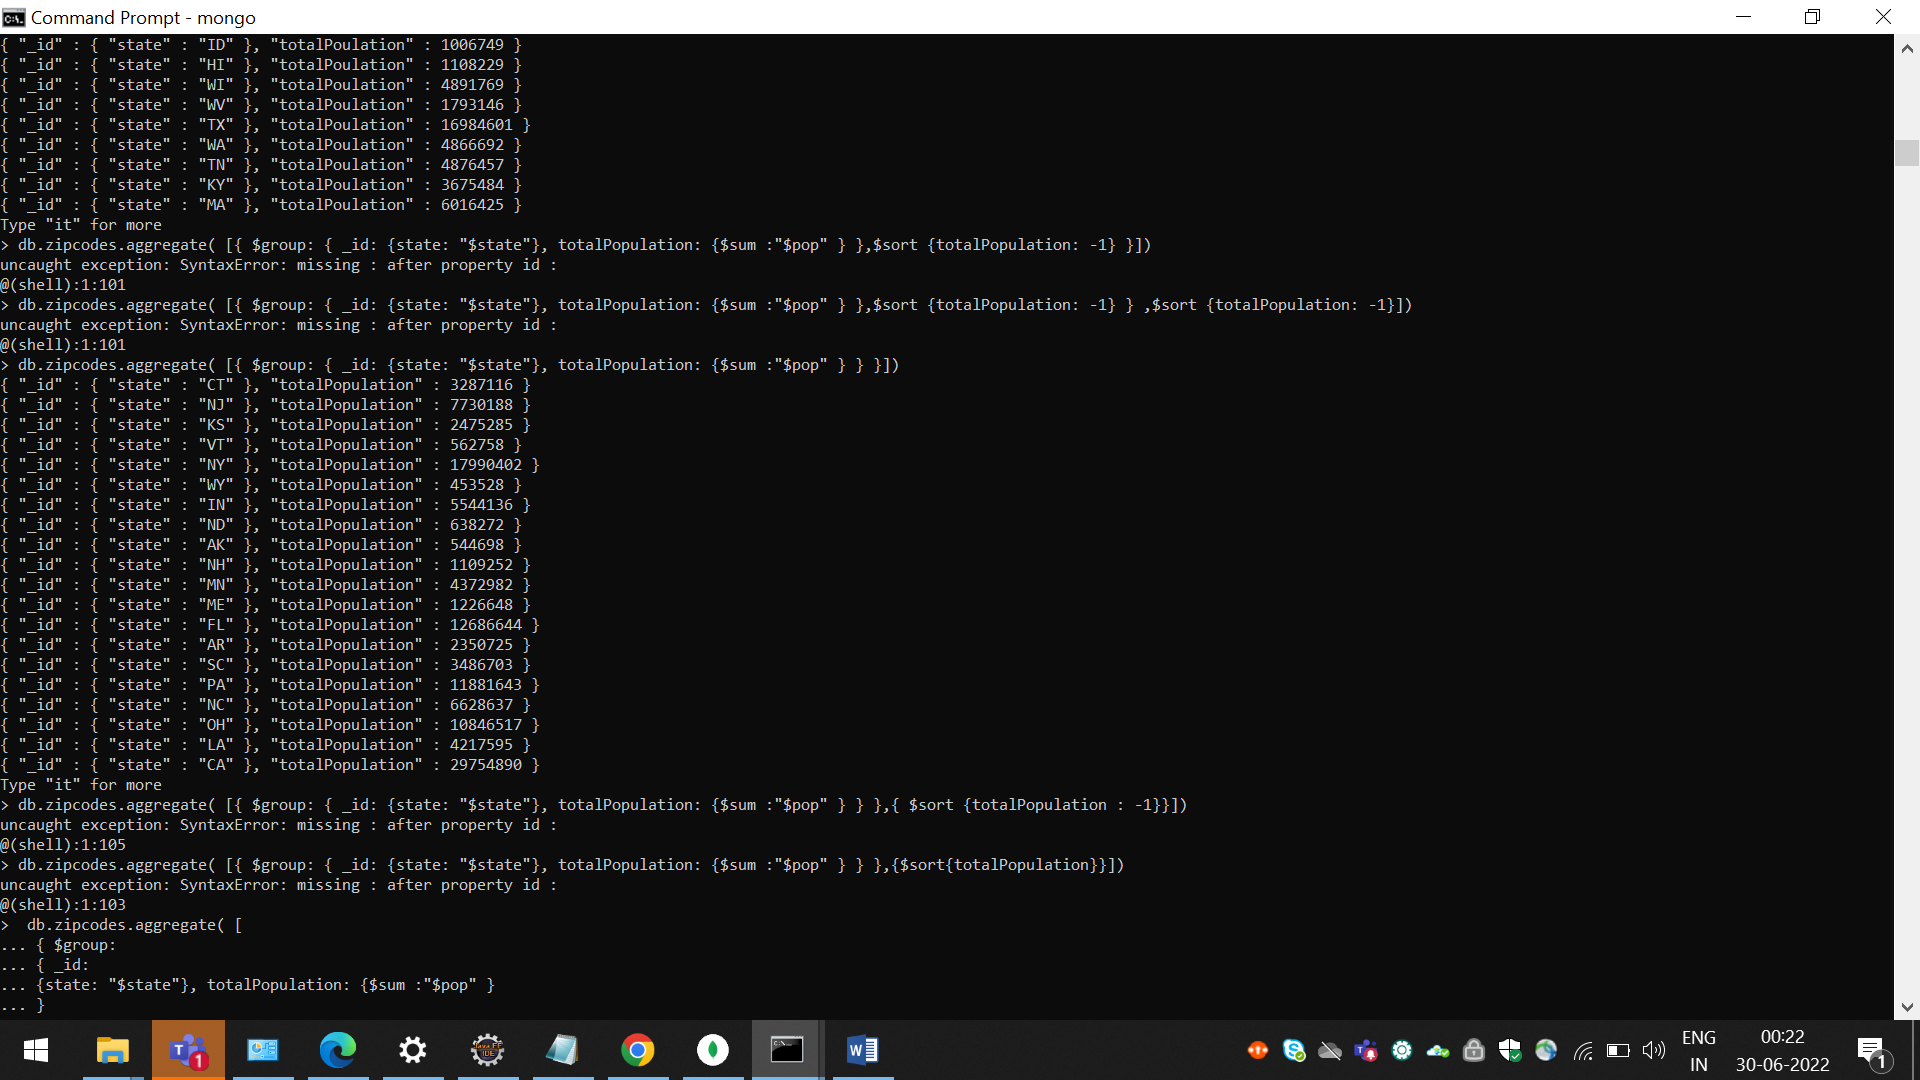 Command Prompt - mongo
{ "_id" : { "state" : "ID" }, "totalPoulation" : 1006749 }
{ "_id" : { "state" : "HI" }, "totalPoulation" : 1108229 }
{ "_id" : { "state" : "WI" }, "totalPoulation" : 4891769 }
{ "_id" : { "state" : "WV" }, "totalPoulation" : 1793146 }
{ "_id" : { "state" : "TX" }, "totalPoulation" : 16984601 }
{ "_id" : { "state" : "WA" }, "totalPoulation" : 4866692 }
{ "_id" : { "state" : "TN" }, "totalPoulation" : 4876457 }
{ "_id" : { "state" : "KY" }, "totalPoulation" : 3675484 }
{ "_id" : { "state" : "MA" }, "totalPoulation" : 6016425 }
Type "it" for more
> db.zipcodes.aggregate( [{ $group: { _id: {state: "$state"}, totalPopulation: {$sum :"$pop" } },$sort {totalPopulation: -1} }])
uncaught exception: SyntaxError: missing : after property id :
@(shell):1:101
> db.zipcodes.aggregate( [{ $group: { _id: {state: "$state"}, totalPopulation: {$sum :"$pop" } },$sort {totalPopulation: -1} } ,$sort {totalPopulation: -1}])
uncaught exception: SyntaxError: missing : after property id :
@(shell):1:101
> db.zipcodes.aggregate( [{ $group: { _id: {state: "$state"}, totalPopulation: {$sum :"$pop" } } }])
{ "_id" : { "state" : "CT" }, "totalPopulation" : 3287116 }
{ "_id" : { "state" : "NJ" }, "totalPopulation" : 7730188 }
{ "_id" : { "state" : "KS" }, "totalPopulation" : 2475285 }
{ "_id" : { "state" : "VT" }, "totalPopulation" : 562758 }
{ "_id" : { "state" : "NY" }, "totalPopulation" : 17990402 }
{ "_id" : { "state" : "WY" }, "totalPopulation" : 453528 }
{ "_id" : { "state" : "IN" }, "totalPopulation" : 5544136 }
{ "_id" : { "state" : "ND" }, "totalPopulation" : 638272 }
{ "_id" : { "state" : "AK" }, "totalPopulation" : 544698 }
{ "_id" : { "state" : "NH" }, "totalPopulation" : 1109252 }
{ "_id" : { "state" : "MN" }, "totalPopulation" : 4372982 }
{ "_id" : { "state" : "ME" }, "totalPopulation" : 1226648 }
{ "_id" : { "state" : "FL" }, "totalPopulation" : 12686644 }
{ "_id" : { "state" : "AR" }, "totalPopulation" : 2350725 }
{ "_id" : { "state" : "SC" }, "totalPopulation" : 3486703 }
{ "_id" : { "state" : "PA" }, "totalPopulation" : 11881643 }
{ "_id" : { "state" : "NC" }, "totalPopulation" : 6628637 }
{ "_id" : { "state" : "OH" }, "totalPopulation" : 10846517 }
{ "_id" : { "state" : "LA" }, "totalPopulation" : 4217595 }
{ "_id" : { "state" : "CA" }, "totalPopulation" : 29754890 }
Type "it" for more
> db.zipcodes.aggregate( [{ $group: { _id: {state: "$state"}, totalPopulation: {$sum :"$pop" } } },{ $sort {totalPopulation : -1}}])
uncaught exception: SyntaxError: missing : after property id :
@(shell):1:105
> db.zipcodes.aggregate( [{ $group: { _id: {state: "$state"}, totalPopulation: {$sum :"$pop" } } },{$sort{totalPopulation}}])
uncaught exception: SyntaxError: missing : after property id :
@(shell):1:103
>  db.zipcodes.aggregate( [
... { $group:
... { _id:
... {state: "$state"}, totalPopulation: {$sum :"$pop" }
... }
ENG
IN
00:22
30-06-2022
1